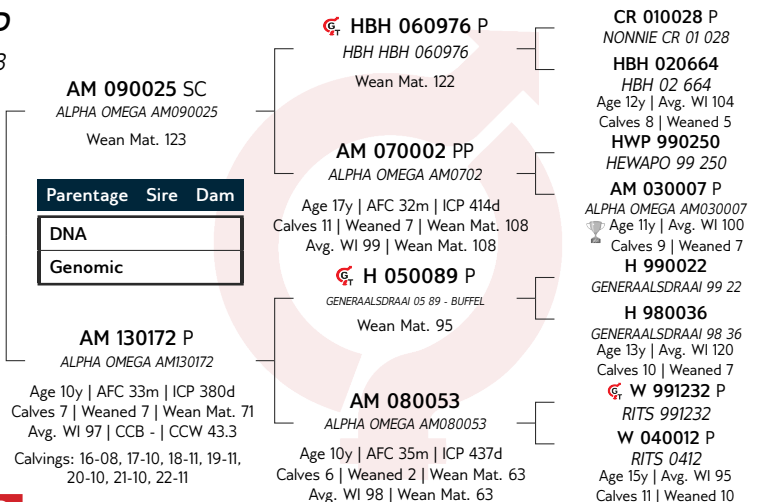 D
3
AM 090025 SC
ALPHA OMEGA AM090025
Wean Mat. 123
Parentage Sire Dam
DNA
Genomic
AM 130172 P
ALPHA OMEGA AM130172
Age 10y | AFC 33m | ICP 380d
Calves 7 | Weaned 7 | Wean Mat. 71
Avg. WI 97 | CCB - | CCW 43.3
Calvings: 16-08, 17-10, 18-11, 19-11,
20-10, 21-10, 22-11
GT HBH 060976 P
HBH HBH 060976
Wean Mat. 122
AM 070002 PP
ALPHA OMEGA AM0702
Age 17y | AFC 32m | ICP 414d
Calves 11 | Weaned 7 | Wean Mat. 108
Avg. WI 99 | Wean Mat. 108
GT H 050089 P
GENERAALSDRAAI 05 89 - BUFFEL
Wean Mat. 95
AM 080053
ALPHA OMEGA AM080053
Age 10y | AFC 35m | ICP 437d
Calves 6 | Weaned 2 | Wean Mat. 63
Avg. WI 98 | Wean Mat. 63
CR 010028 P
NONNIE CR 01 028
HBH 020664
HBH 02 664
Age 12y | Avg. WI 104
Calves 8 | Weaned 5
HWP 990250
HEWAPO 99 250
AM 030007 P
ALPHA OMEGA AM030007
Age 11y | Avg. WI 100
Calves 9 | Weaned 7
H 990022
GENERAALSDRAAI 99 22
H 980036
GENERAALSDRAAI 98 36
Age 13y | Avg. WI 120
Calves 10 | Weaned 7
GT W 991232 P
RITS 991232
W 040012 P
RITS 0412
Age 15y | Avg. WI 95
Calves 11 | Weaned 10